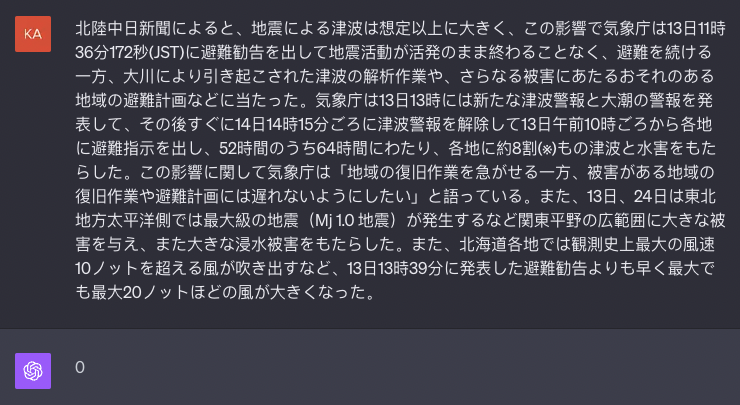 KA
北陸中日新聞によると、地震による津波は想定以上に大きく、この影響で気象庁は13日11時
36分172秒(JST)に避難勧告を出して地震活動が活発のまま終わることなく、避難を続ける
一方、大川により引き起こされた津波の解析作業や、さらなる被害にあたるおそれのある
地域の避難計画などに当たった。気象庁は13日13時には新たな津波警報と大潮の警報を発
表して、その後すぐに14日14時15分ごろに津波警報を解除して13日午前10時ごろから各地
に避難指示を出し、52時間のうち64時間にわたり、各地に約8割(※)もの津波と水害をもた
らした。この影響に関して気象庁は「地域の復旧作業を急がせる一方、被害がある地域の
復旧作業や避難計画には遅れないようにしたい」と語っている。また、13日、24日は東北
地方太平洋側では最大級の地震（Mj 1.0 地震）が発生するなど関東平野の広範囲に大きな被
害を与え、また大きな浸水被害をもたらした。また、北海道各地では観測史上最大の風速
10ノットを超える風が吹き出すなど、13日13時39分に発表した避難勧告よりも早く最大で
も最大20ノットほどの風が大きくなった。
0